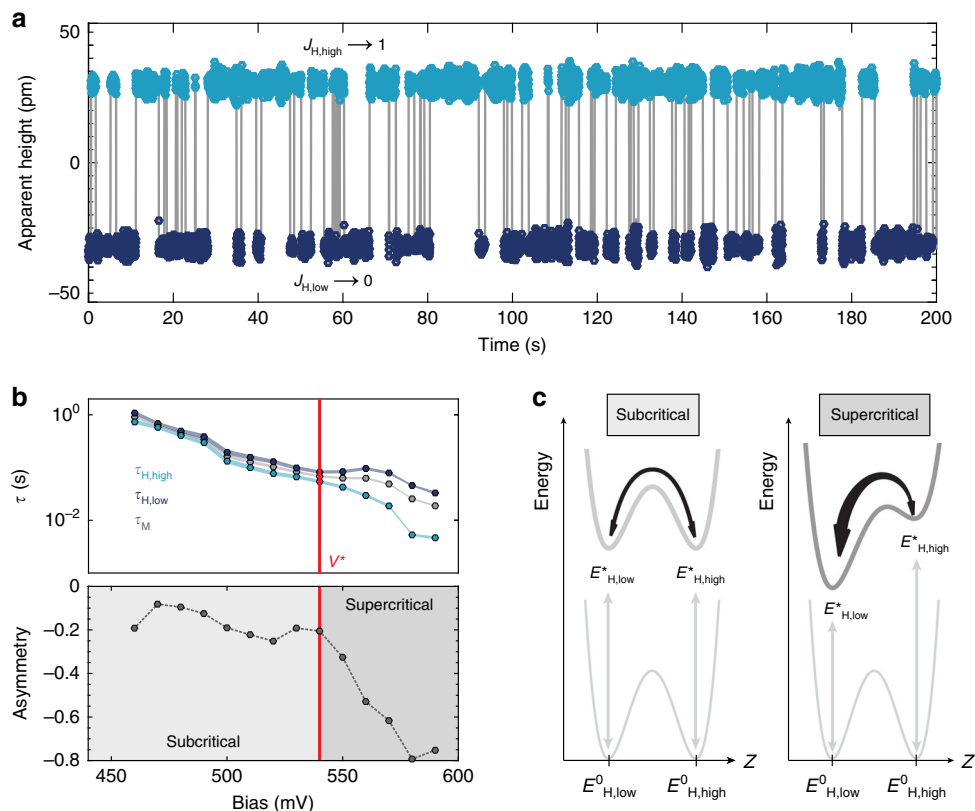 a
J_H,high → 1
J_H,low → 0
Apparent height (pm)
50
0
−50
0 20 40 60 80 100 120 140 160 180 200
Time (s)
b
τ (s)
10^0
10^−2
τ_H,high
τ_H,low
τ_M
V*
Asymmetry
0
−0.2
−0.4
−0.6
−0.8
Supercritical
Subcritical
450 500 550 600
Bias (mV)
c
Subcritical
Energy
E*_H,low E*_H,high
E^0_H,low E^0_H,high
Z
Supercritical
Energy
E*_H,high
E*_H,low
E^0_H,low E^0_H,high
Z